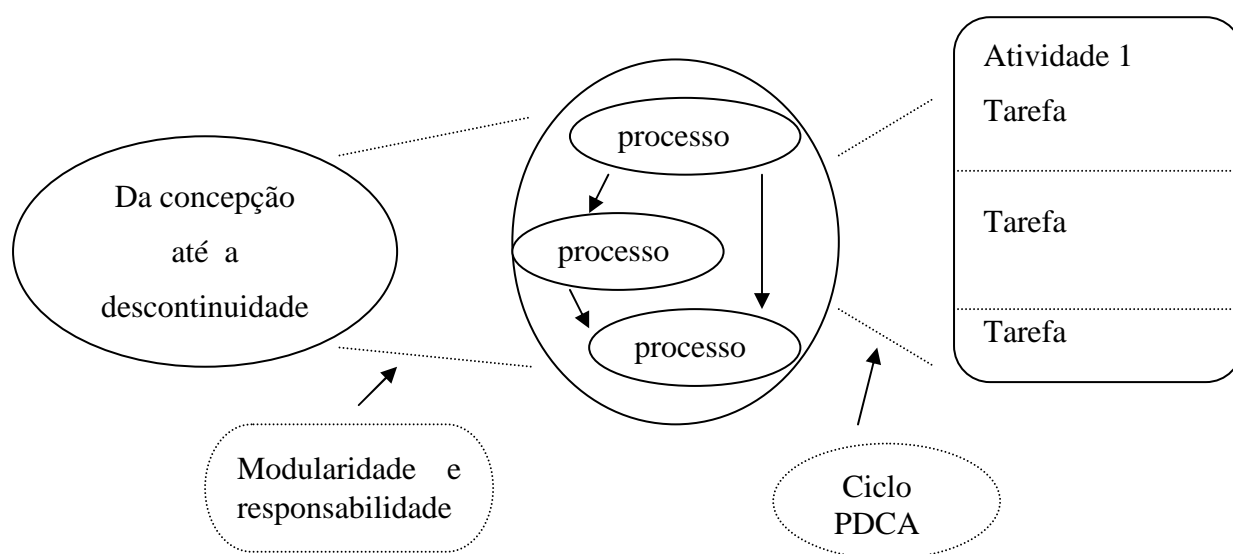 Da concepção
até a
descontinuidade
processo
processo
processo
Atividade 1
Tarefa
Tarefa
Tarefa
Modularidade e
responsabilidade
Ciclo
PDCA